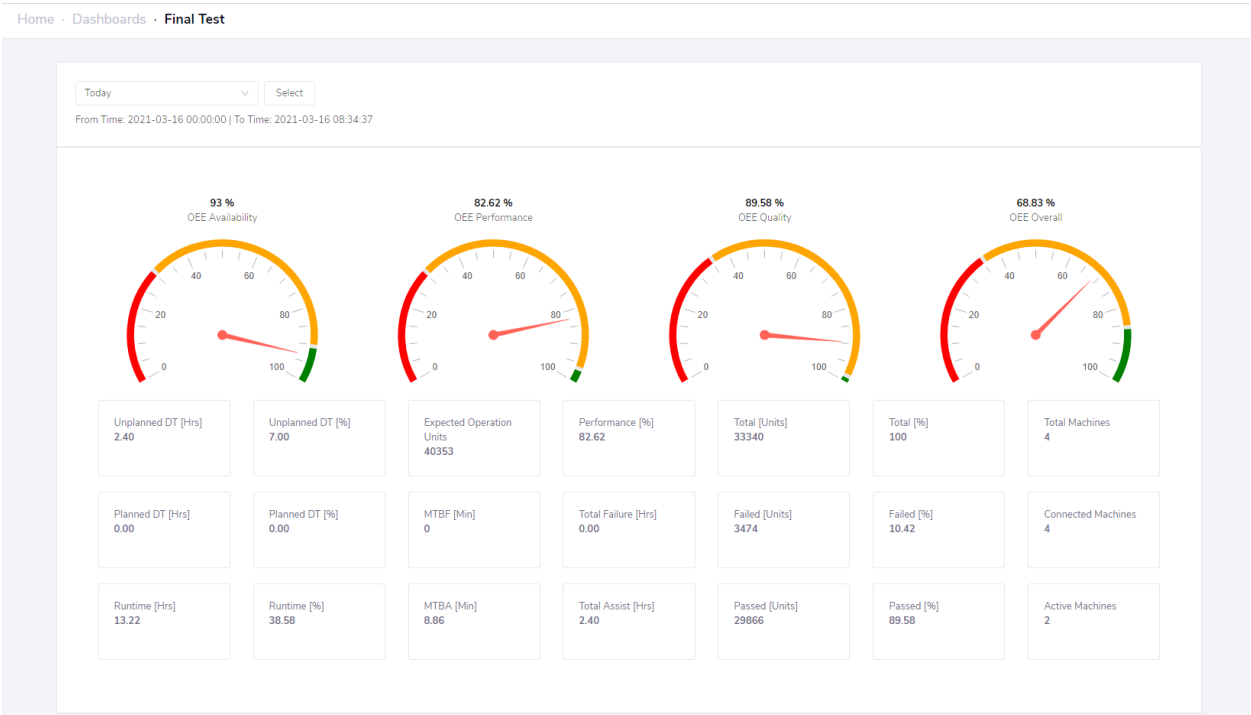 Home · Dashboards · Final Test
Today
Select
From Time: 2021-03-16 00:00:00 | To Time: 2021-03-16 08:34:37
93 %
OEE Availability
0
20
40
60
80
100
82.62 %
OEE Performance
0
20
40
60
80
100
89.58 %
OEE Quality
0
20
40
60
80
100
68.83 %
OEE Overall
0
20
40
60
80
100
Unplanned DT [Hrs]
2.40
Unplanned DT [%]
7.00
Expected Operation
Units
40353
Performance [%]
82.62
Total [Units]
33340
Total [%]
100
Total Machines
4
Planned DT [Hrs]
0.00
Planned DT [%]
0.00
MTBF [Min]
0
Total Failure [Hrs]
0.00
Failed [Units]
3474
Failed [%]
10.42
Connected Machines
4
Runtime [Hrs]
13.22
Runtime [%]
38.58
MTBA [Min]
8.86
Total Assist [Hrs]
2.40
Passed [Units]
29866
Passed [%]
89.58
Active Machines
2